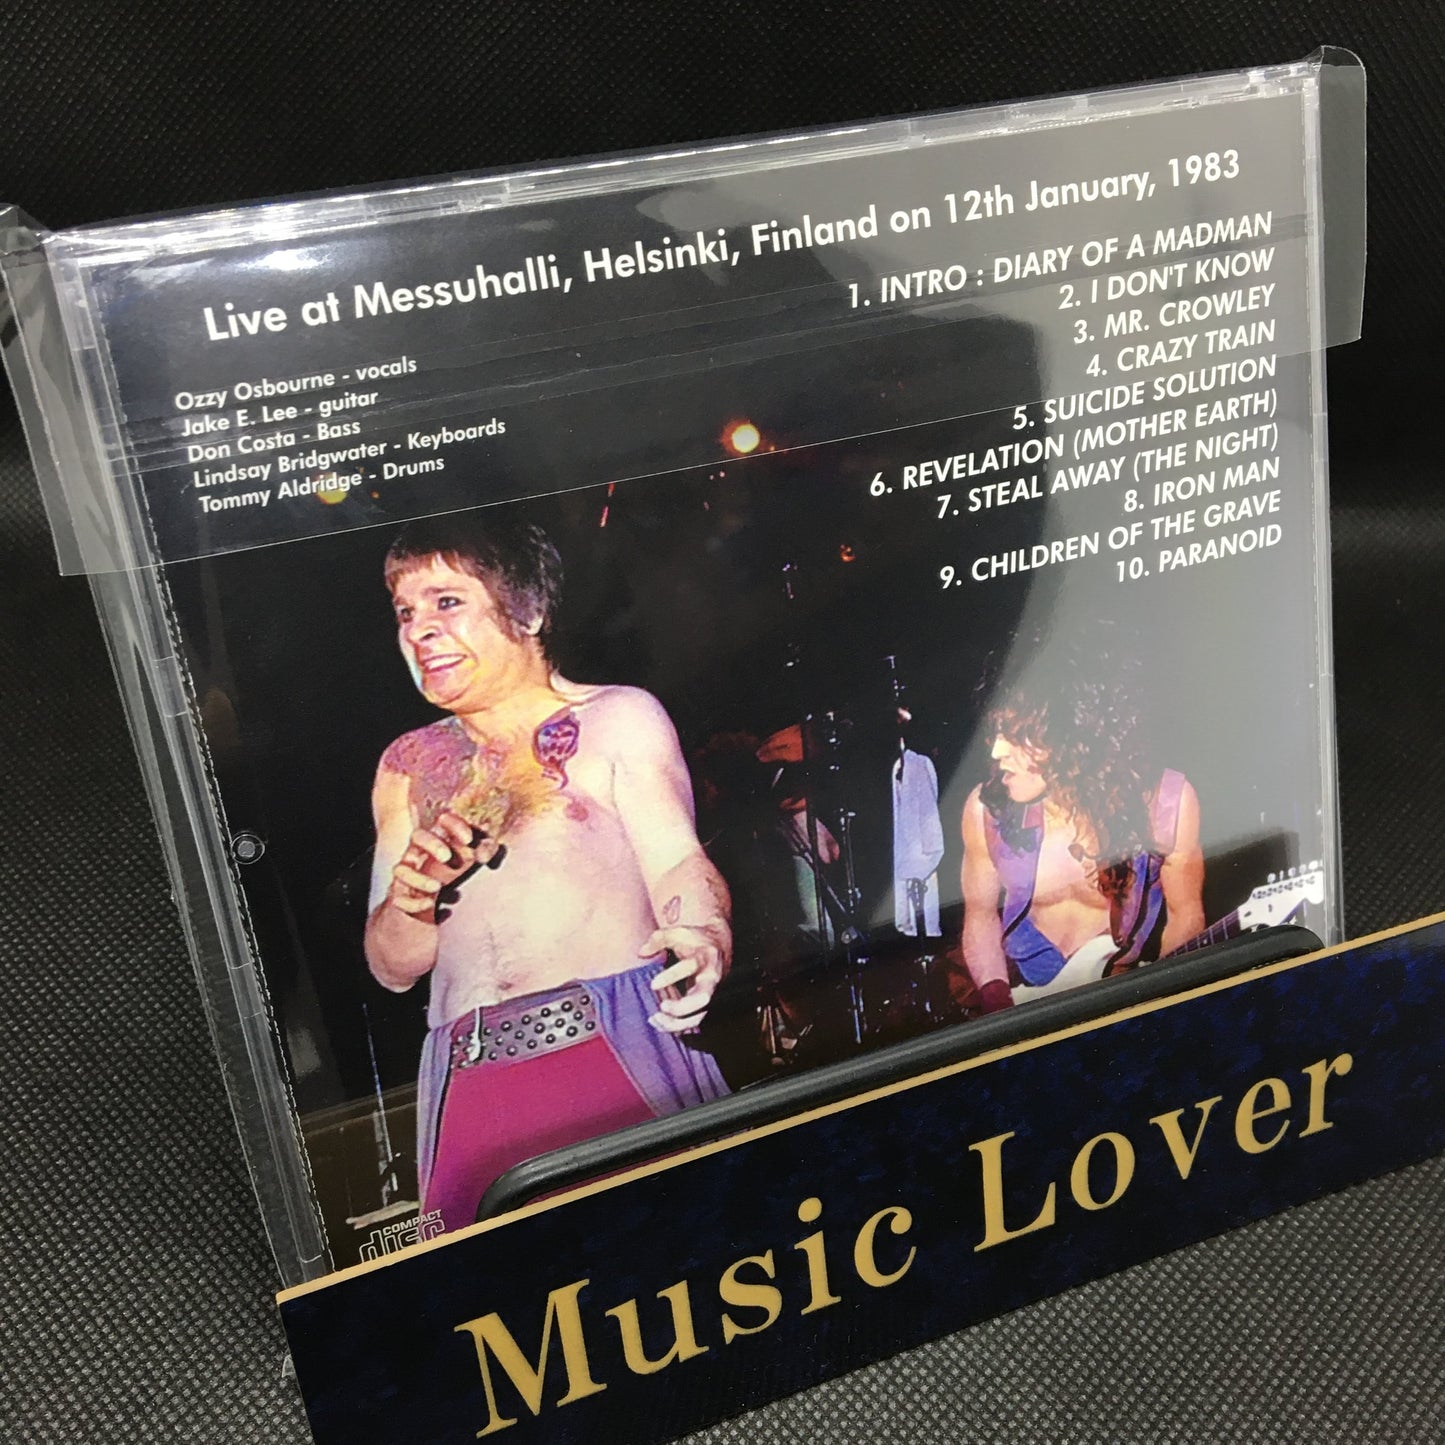 Live at Messuhalli, Helsinki, Finland on 12th January, 1983
Ozzy Osbourne - vocals
Jake E. Lee - guitar
Don Costa - Bass
Lindsay Bridgwater - Keyboards
Tommy Aldridge - Drums
1. INTRO : DIARY OF A MADMAN
2. I DON'T KNOW
3. MR. CROWLEY
4. CRAZY TRAIN
5. SUICIDE SOLUTION
6. REVELATION (MOTHER EARTH)
7. STEAL AWAY (THE NIGHT)
8. IRON MAN
9. CHILDREN OF THE GRAVE
10. PARANOID
COMPACT
disc
Music Lover